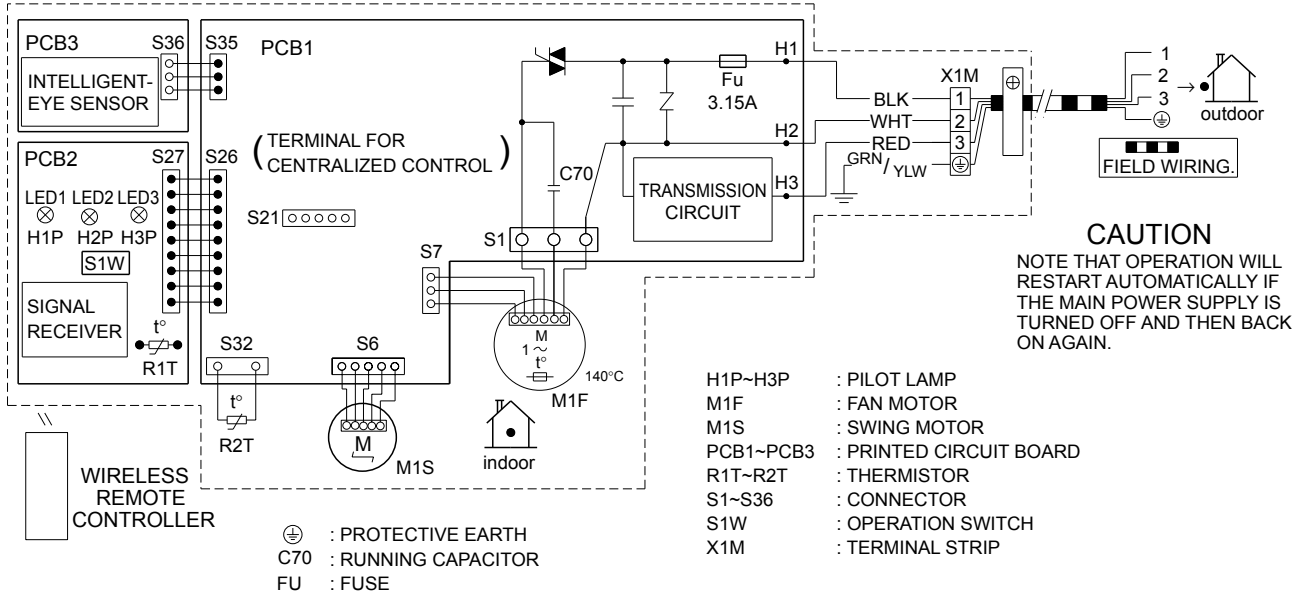 PCB3
S36
S35
PCB1
INTELLIGENT-
EYE SENSOR
PCB2
S27
S26
LED1 LED2 LED3
H1P H2P H3P
S1W
SIGNAL
RECEIVER
t°
R1T
(TERMINAL FOR
CENTRALIZED CONTROL)
S21
S32
t°
R2T
S6
M
M1S
S7
S1
C70
M
1~
t°
140°C
M1F
indoor
Fu
3.15A
H1
H2
H3
TRANSMISSION
CIRCUIT
BLK
WHT
RED
GRN/YLW
X1M
1
2
3
1
2
3
outdoor
FIELD WIRING.
CAUTION
NOTE THAT OPERATION WILL
RESTART AUTOMATICALLY IF
THE MAIN POWER SUPPLY IS
TURNED OFF AND THEN BACK
ON AGAIN.
WIRELESS
REMOTE
CONTROLLER
: PROTECTIVE EARTH
C70 : RUNNING CAPACITOR
FU : FUSE
H1P~H3P : PILOT LAMP
M1F : FAN MOTOR
M1S : SWING MOTOR
PCB1~PCB3 : PRINTED CIRCUIT BOARD
R1T~R2T : THERMISTOR
S1~S36 : CONNECTOR
S1W : OPERATION SWITCH
X1M : TERMINAL STRIP